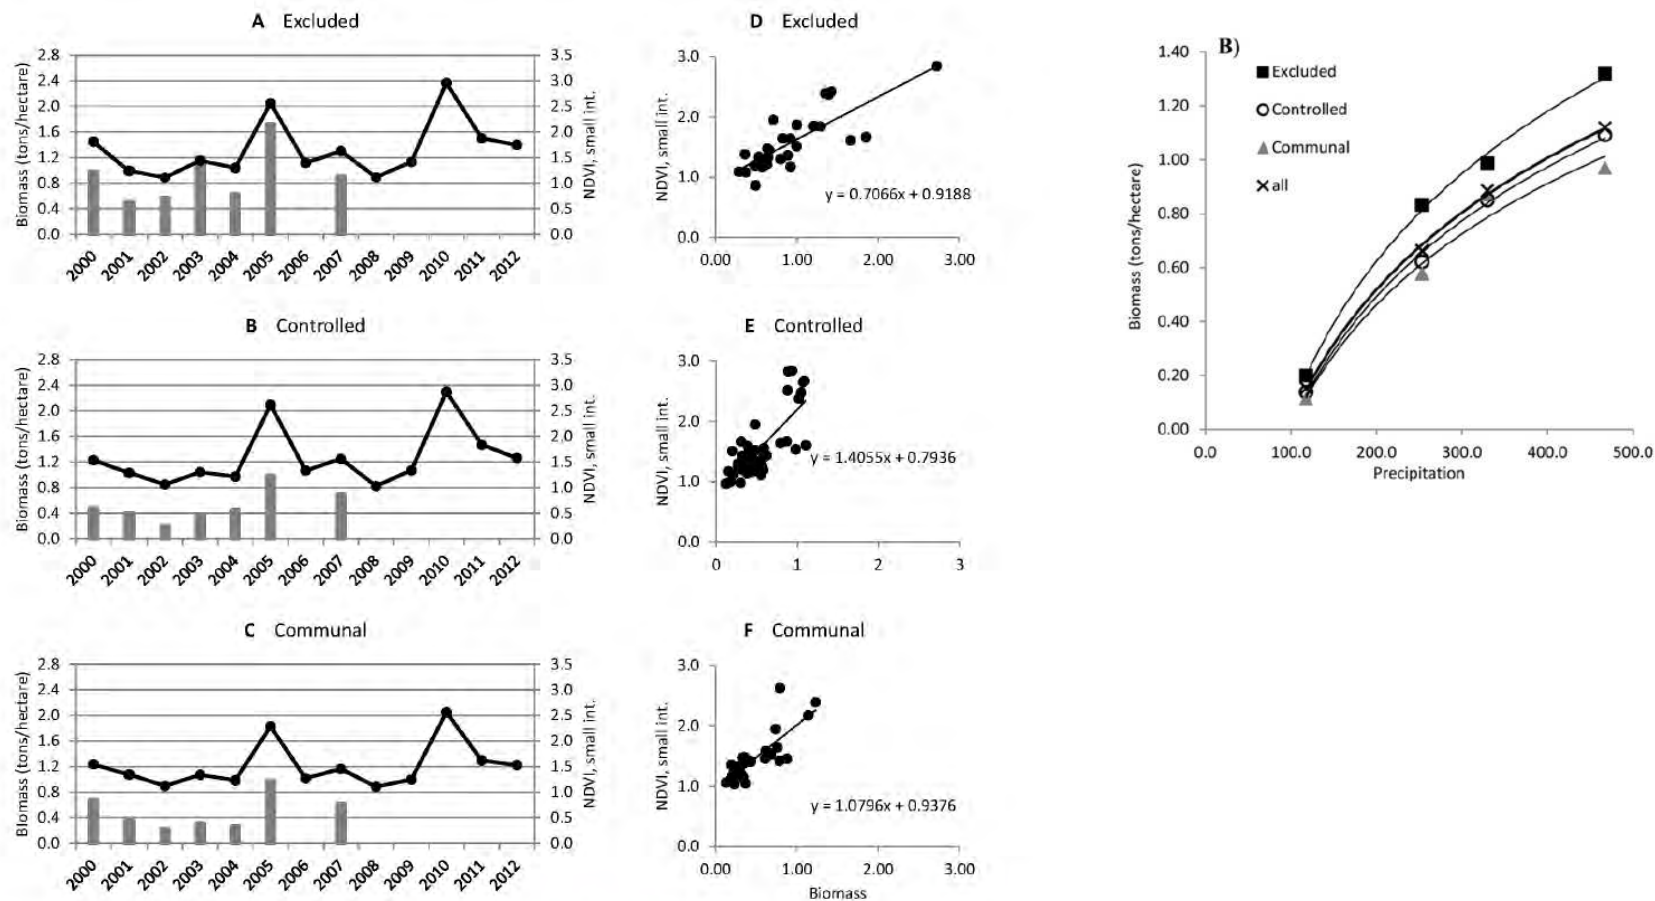 A Excluded
Biomass (tons/hectare)
2.8
2.4
2.0
1.6
1.2
0.8
0.4
0.0
3.5
3.0
2.5
2.0
1.5
1.0
0.5
0.0
NDVI, small int.
2000 2001 2002 2003 2004 2005 2006 2007 2008 2009 2010 2011 2012
D Excluded
NDVI, small int.
3.0
2.0
1.0
0.0
y = 0.7066x + 0.9188
0.00 1.00 2.00 3.00
B Controlled
Biomass (tons/hectare)
2.8
2.4
2.0
1.6
1.2
0.8
0.4
0.0
3.5
3.0
2.5
2.0
1.5
1.0
0.5
0.0
NDVI, small int.
2000 2001 2002 2003 2004 2005 2006 2007 2008 2009 2010 2011 2012
E Controlled
NDVI, small int.
3.0
2.0
1.0
0.0
y = 1.4055x + 0.7936
0 1 2 3
C Communal
Biomass (tons/hectare)
2.8
2.4
2.0
1.6
1.2
0.8
0.4
0.0
3.5
3.0
2.5
2.0
1.5
1.0
0.5
0.0
NDVI, small int.
2000 2001 2002 2003 2004 2005 2006 2007 2008 2009 2010 2011 2012
F Communal
NDVI, small int.
3.0
2.0
1.0
0.0
y = 1.0796x + 0.9376
0.00 1.00 2.00 3.00
Biomass
B)
Biomass (tons/hectare)
1.40
1.20
1.00
0.80
0.60
0.40
0.20
0.00
Excluded
Controlled
Communal
all
0.0 100.0 200.0 300.0 400.0 500.0
Precipitation